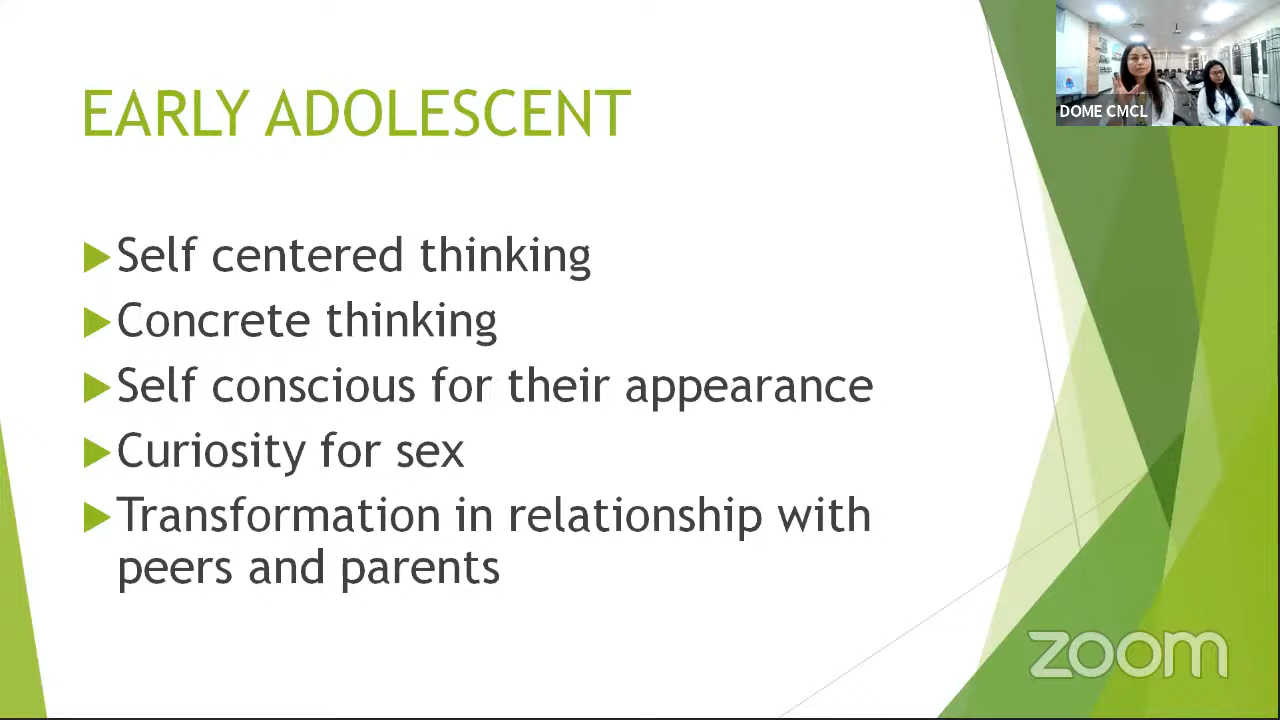 EARLY ADOLESCENT
DOME CMCL
Self centered thinking
Concrete thinking
Self conscious for their appearance
Curiosity for sex
Transformation in relationship with
peers and parents
zoom